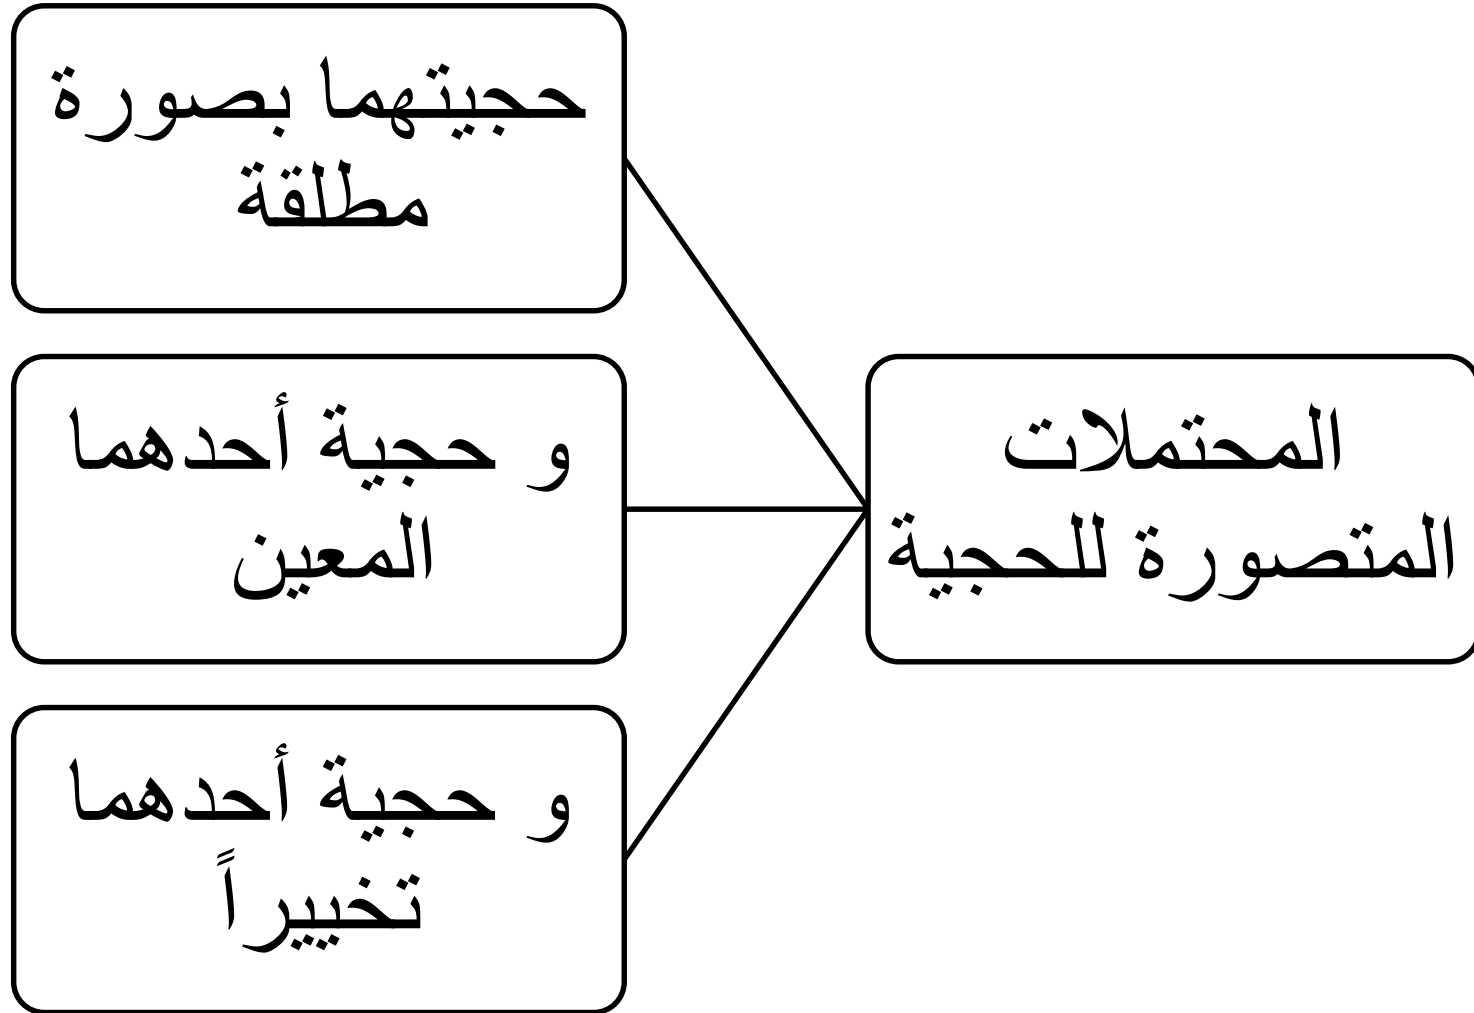 المحتملات
المتصورة للحجية
حجيتهما بصورة
مطلقة
و حجية أحدهما
المعين
و حجية أحدهما
تخييراً